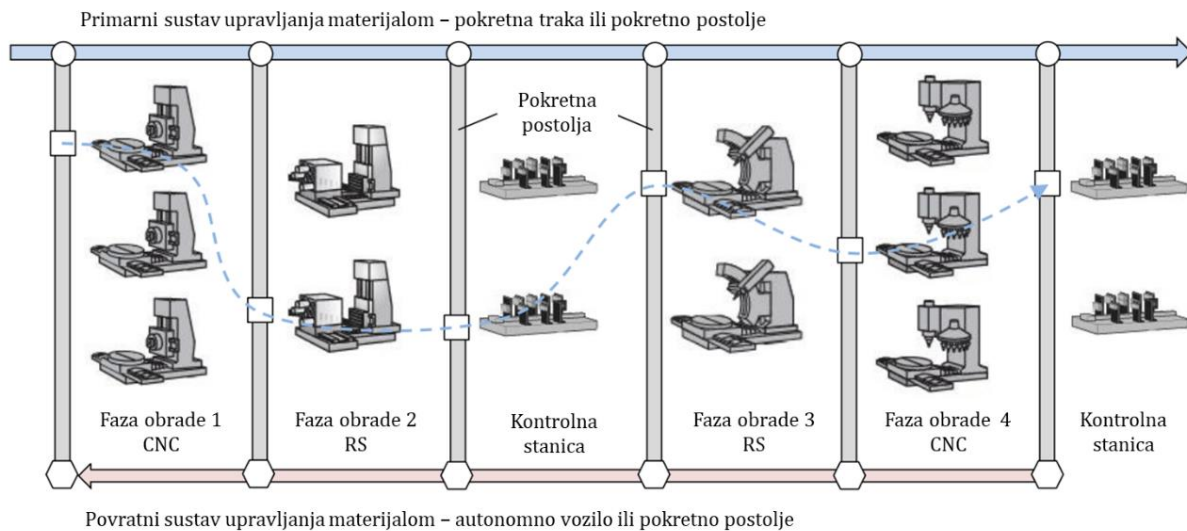 Primarni sustav upravljanja materijalom – pokretna traka ili pokretno postolje
Pokretna
postolja
Faza obrade 1
CNC
Faza obrade 2
RS
Kontrolna
stanica
Faza obrade 3
RS
Faza obrade 4
CNC
Kontrolna
stanica
Povratni sustav upravljanja materijalom – autonomno vozilo ili pokretno postolje